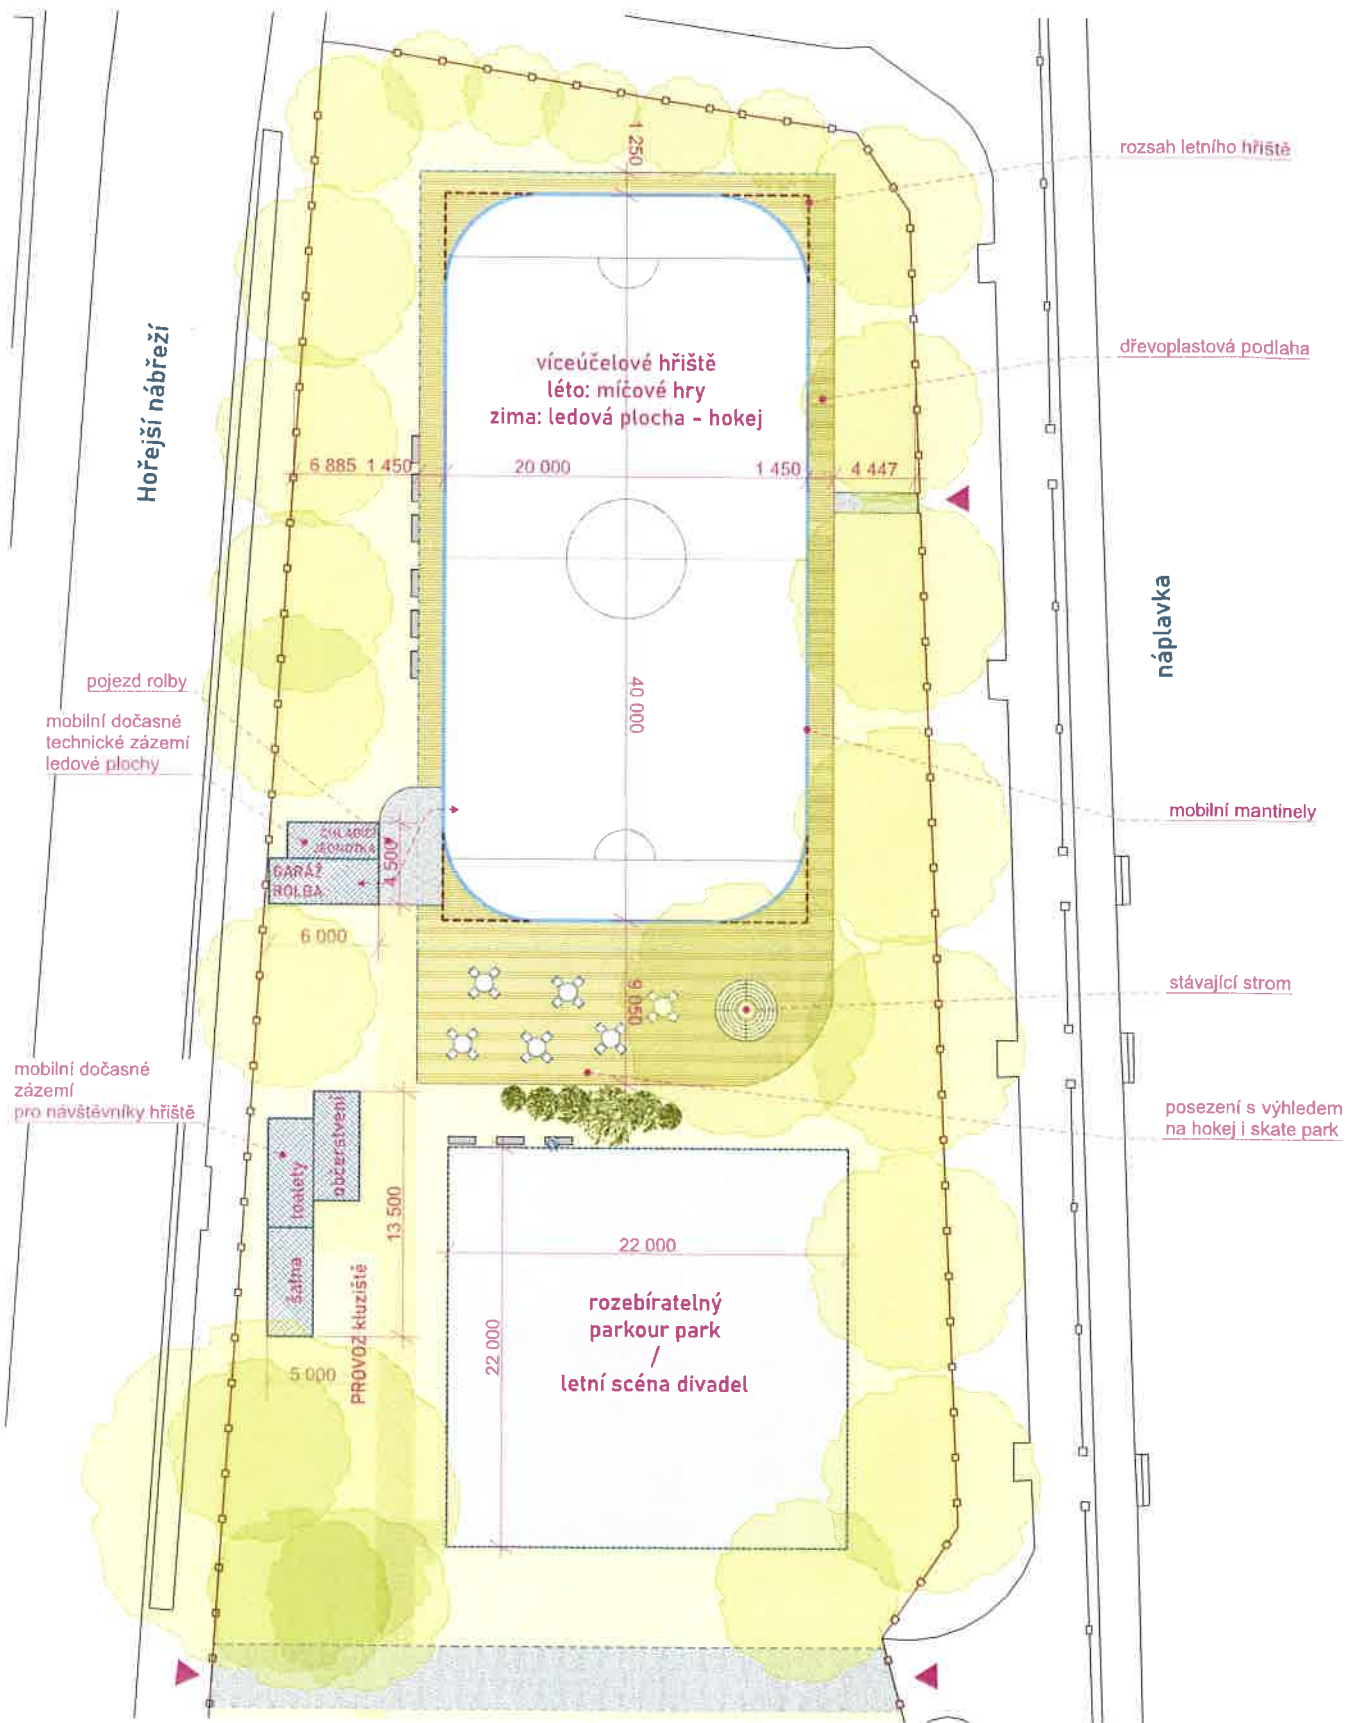 1 250
rozsah letního hřiště
dřevoplastová podlaha
Hořejší nábřeží
víceúčelové hřiště
léto: míčové hry
zima: ledová plocha - hokej
6 885
1 450
20 000
1 450
4 447
náplavka
40 000
pojezd rolby
mobilní dočasné
technické zázemí
ledové plochy
mobilní mantinely
CHLADICÍ
JEDNOTKA
GARÁŽ
ROLBA
4 500
6 000
9 050
stávající strom
mobilní dočasné
zázemí
pro návštěvníky hřiště
posezení s výhledem
na hokej i skate park
občerstvení
toalety
šatna
13 500
5 000
PROVOZ kluziště
22 000
22 000
rozebíratelný
parkour park
/
letní scéna divadel